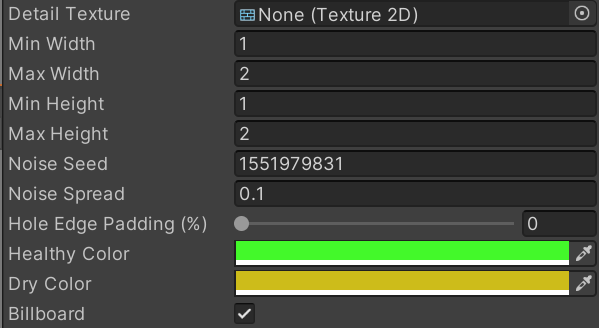 Detail Texture None (Texture 2D)
Min Width 1
Max Width 2
Min Height 1
Max Height 2
Noise Seed 1551979831
Noise Spread 0.1
Hole Edge Padding (%) 0
Healthy Color
Dry Color
Billboard